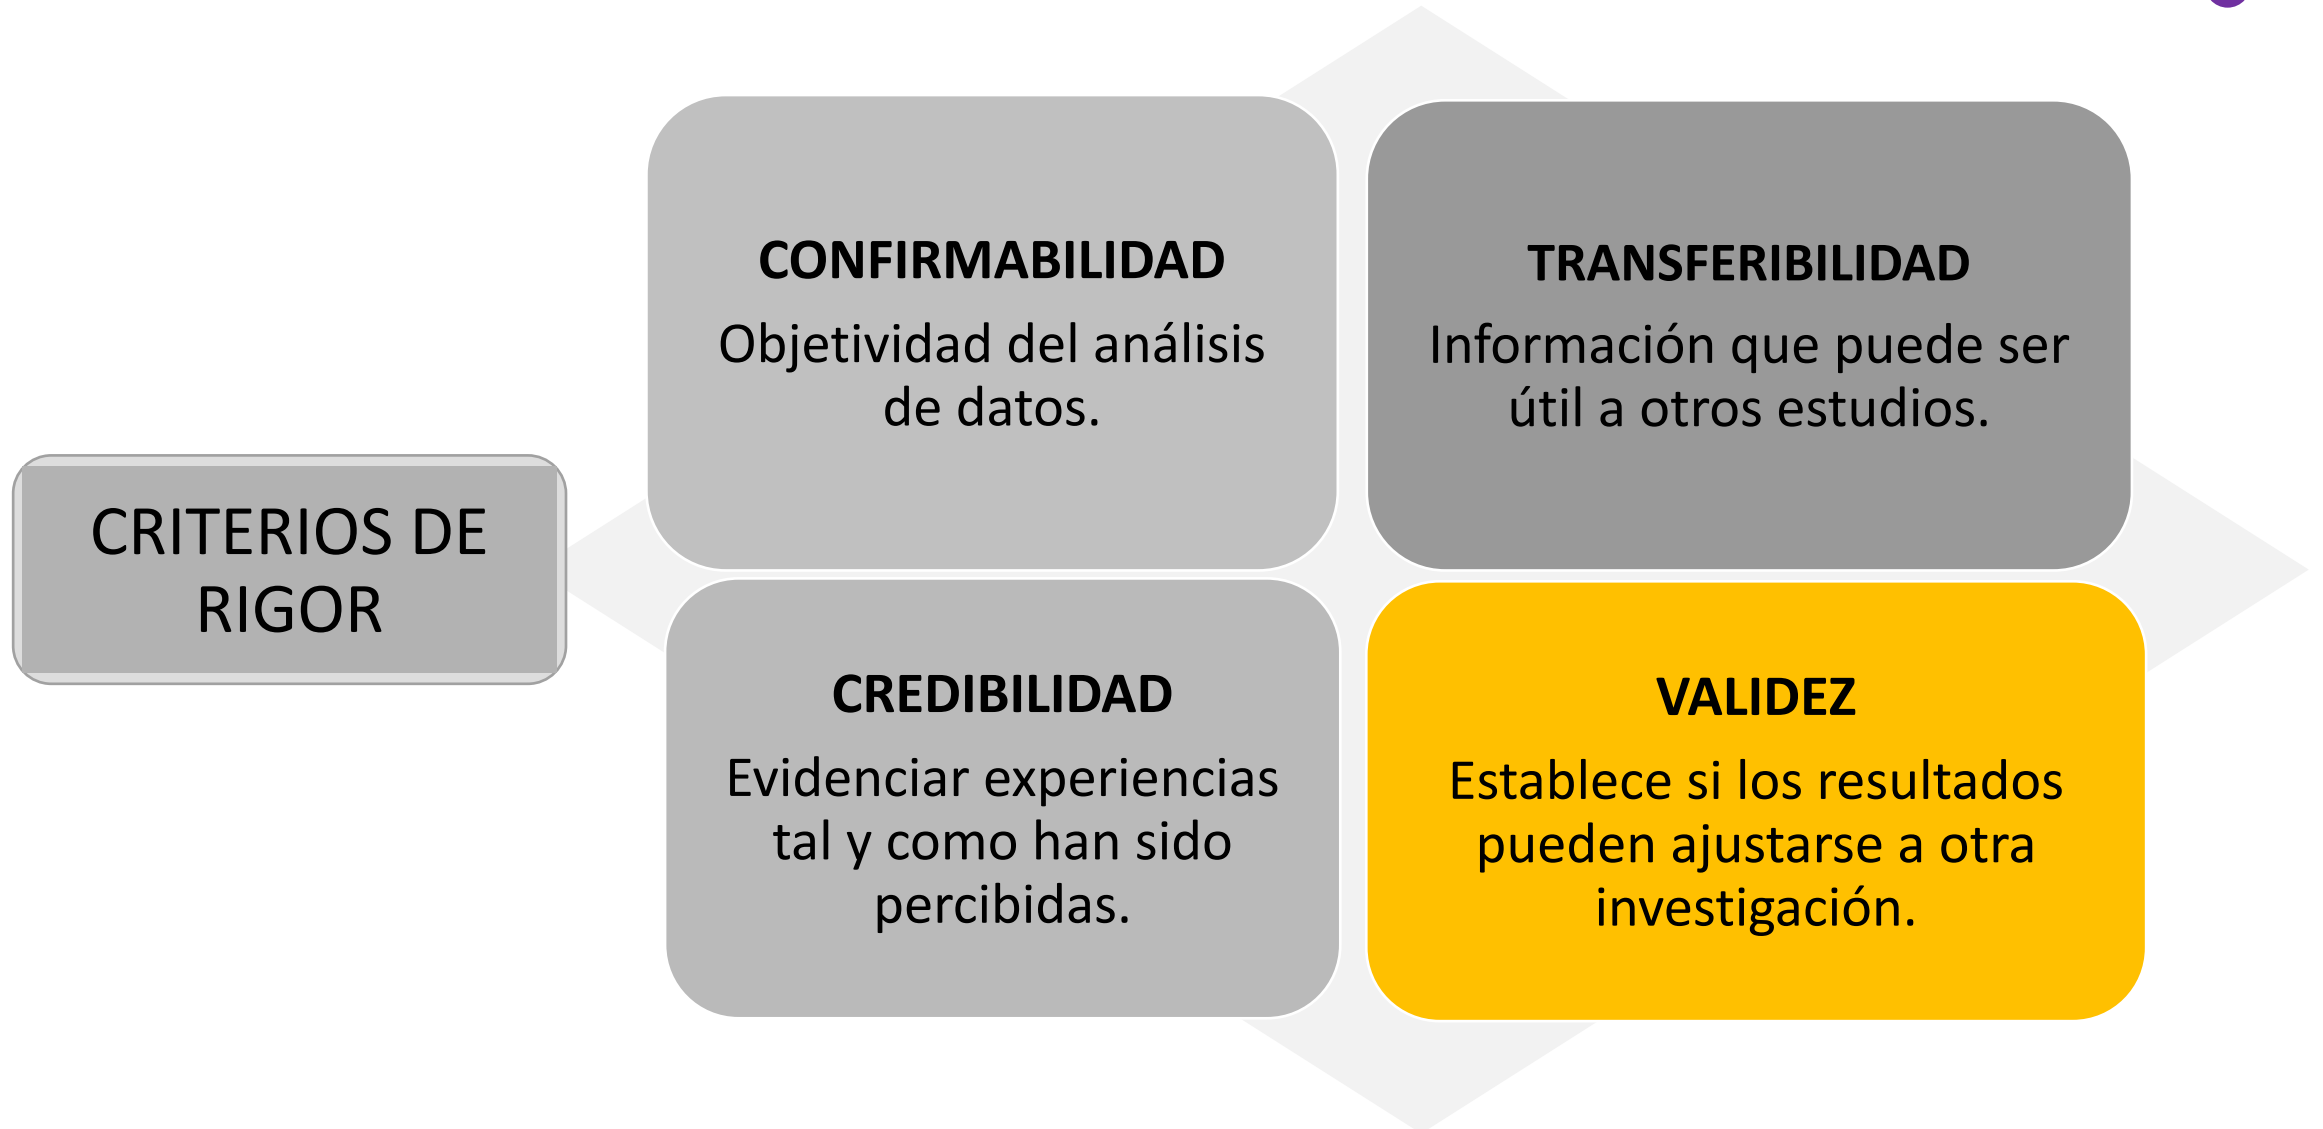 CRITERIOS DE
RIGOR
CONFIRMABILIDAD
Objetividad del análisis
de datos.
TRANSFERIBILIDAD
Información que puede ser
útil a otros estudios.
CREDIBILIDAD
Evidenciar experiencias
tal y como han sido
percibidas.
VALIDEZ
Establece si los resultados
pueden ajustarse a otra
investigación.